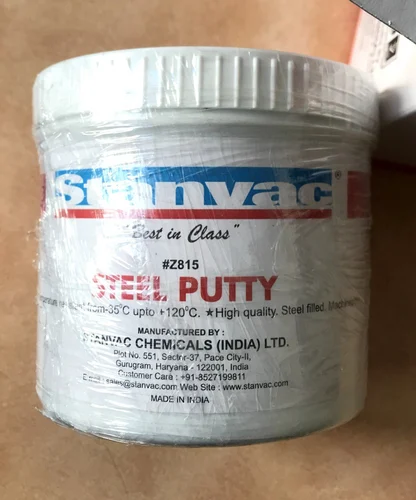 Stanvac®
"Best in Class"
#Z815
STEEL PUTTY
from-35°C upto +120°C. ★High quality. Steel filled.
MANUFACTURED BY :
STANVAC CHEMICALS (INDIA) LTD.
Plot No. 551, Sector-37, Pace City-II,
Gurugram, Haryana - 122001, India
Customer Care : +91-8527199811
Email : sales@stanvac.com Web Site : www.stanvac.com
MADE IN INDIA